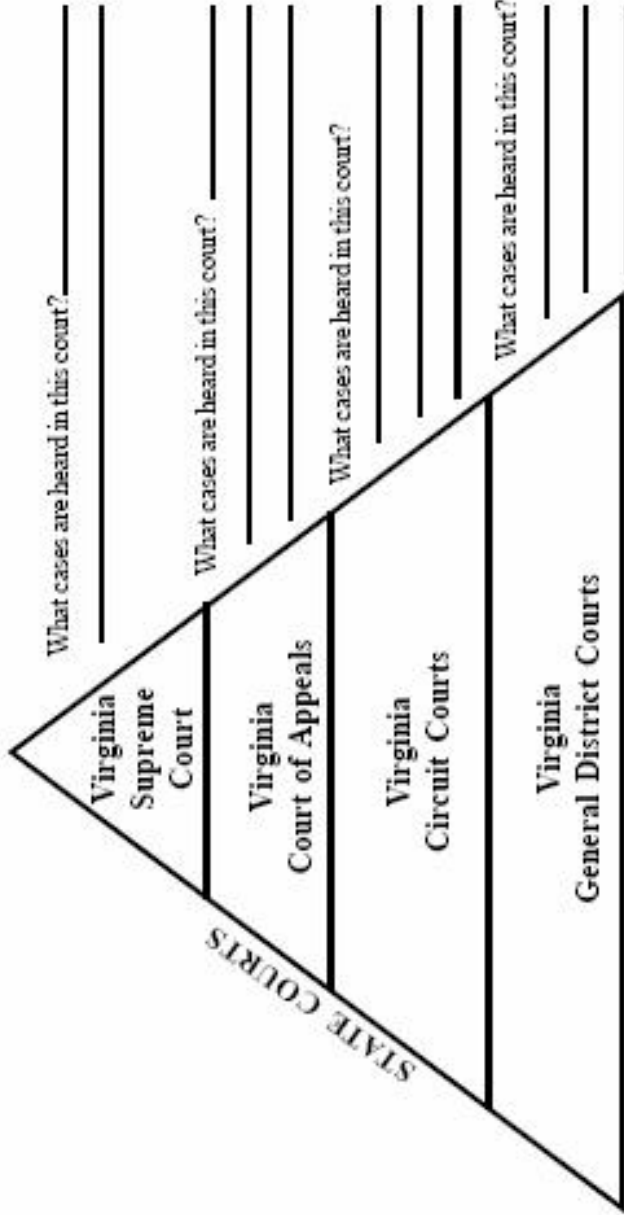 What cases are heard in this court?
Virginia
Supreme
Court
What cases are heard in this court?
Virginia
Court of Appeals
What cases are heard in this court?
Virginia
Circuit Courts
What cases are heard in this court?
Virginia
General District Courts
STATE COURTS